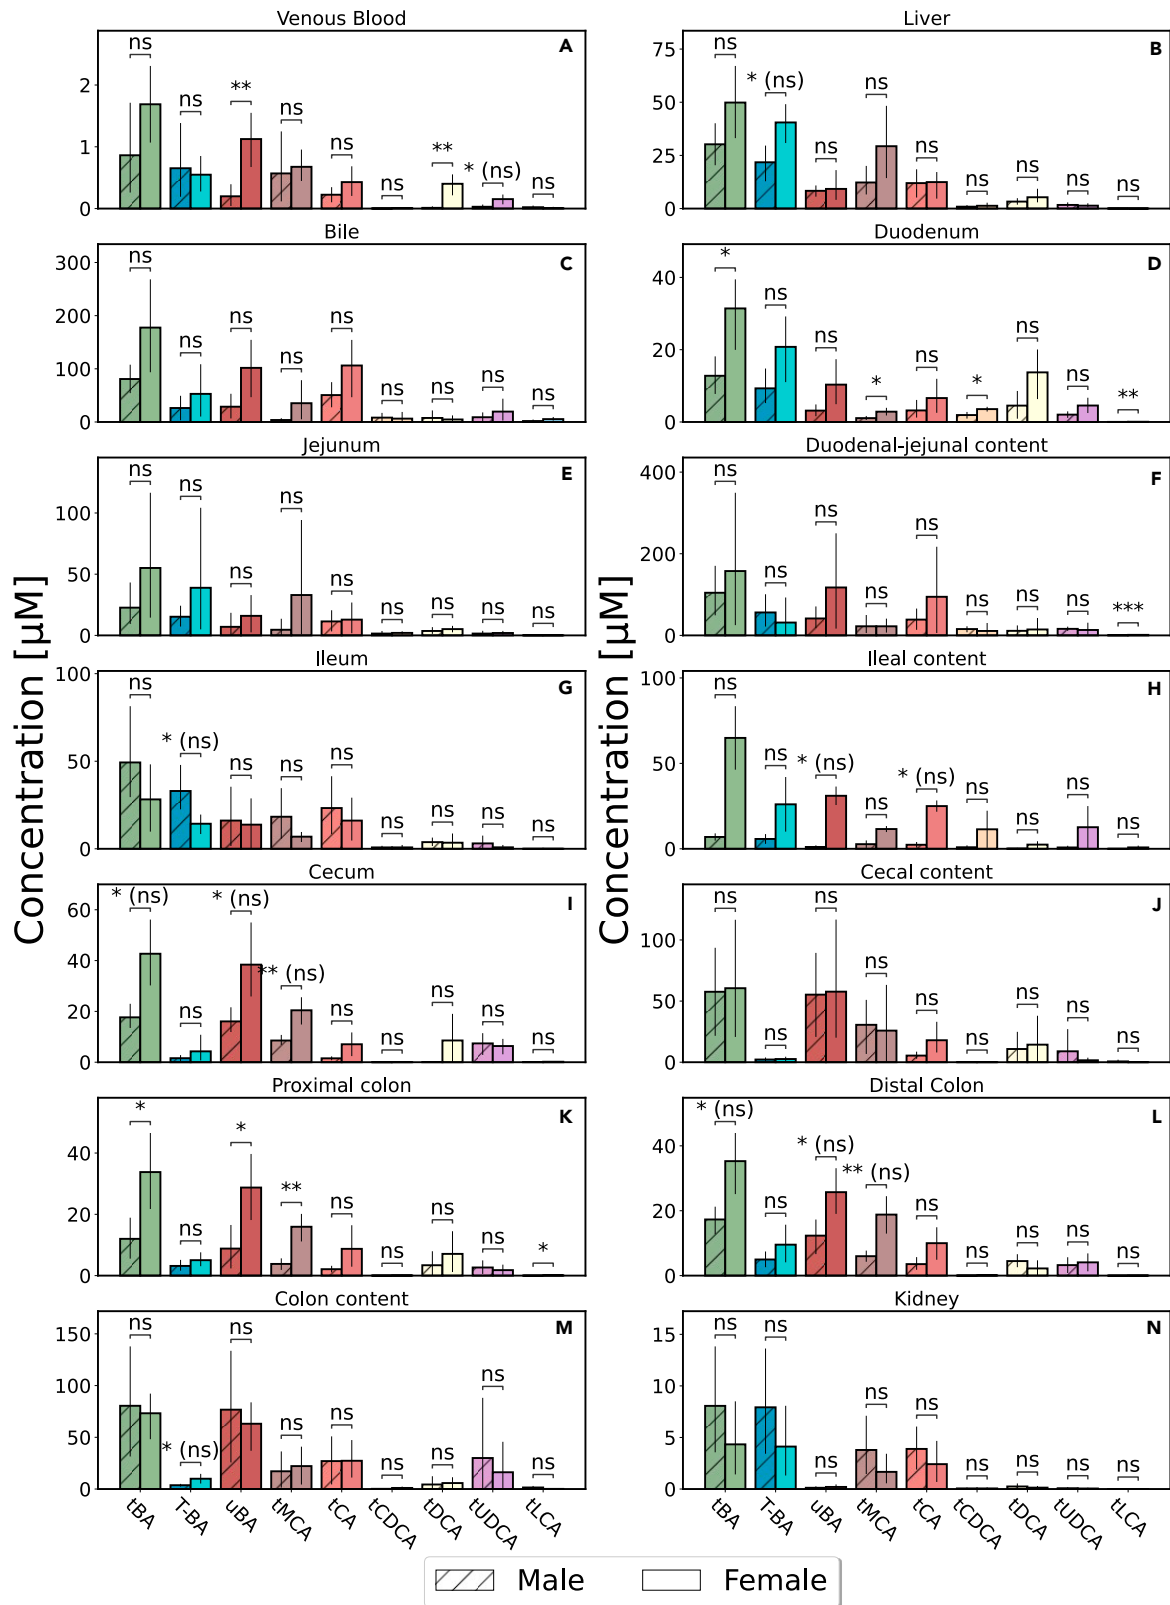 Venous Blood
A
ns
ns
**
ns
ns
ns
**
* (ns)
ns
2
1
0
Liver
B
ns
* (ns)
ns
ns
ns
ns
ns
ns
ns
75
50
25
0
Bile
C
ns
ns
ns
ns
ns
ns
ns
ns
ns
300
200
100
0
Duodenum
D
*
ns
ns
*
ns
*
ns
ns
**
40
20
0
Jejunum
E
ns
ns
ns
ns
ns
ns
ns
ns
ns
100
50
0
Duodenal-jejunal content
F
ns
ns
ns
ns
ns
ns
ns
ns
***
400
200
0
Concentration [µM]
Concentration [µM]
Ileum
G
ns
* (ns)
ns
ns
ns
ns
ns
ns
ns
100
50
0
Ileal content
H
ns
ns
* (ns)
ns
* (ns)
ns
ns
ns
ns
100
50
0
Cecum
I
* (ns)
ns
* (ns)
** (ns)
ns
ns
ns
ns
ns
60
40
20
0
Cecal content
J
ns
ns
ns
ns
ns
ns
ns
ns
ns
100
50
0
Proximal colon
K
*
ns
*
**
ns
ns
ns
ns
*
40
20
0
Distal Colon
L
* (ns)
ns
* (ns)
** (ns)
ns
ns
ns
ns
ns
40
20
0
Colon content
M
ns
* (ns)
ns
ns
ns
ns
ns
ns
ns
150
100
50
0
Kidney
N
ns
ns
ns
ns
ns
ns
ns
ns
ns
15
10
5
0
tBA
T-BA
uBA
tMCA
tCA
tCDCA
tDCA
tUDCA
tLCA
tBA
T-BA
uBA
tMCA
tCA
tCDCA
tDCA
tUDCA
tLCA
Male
Female